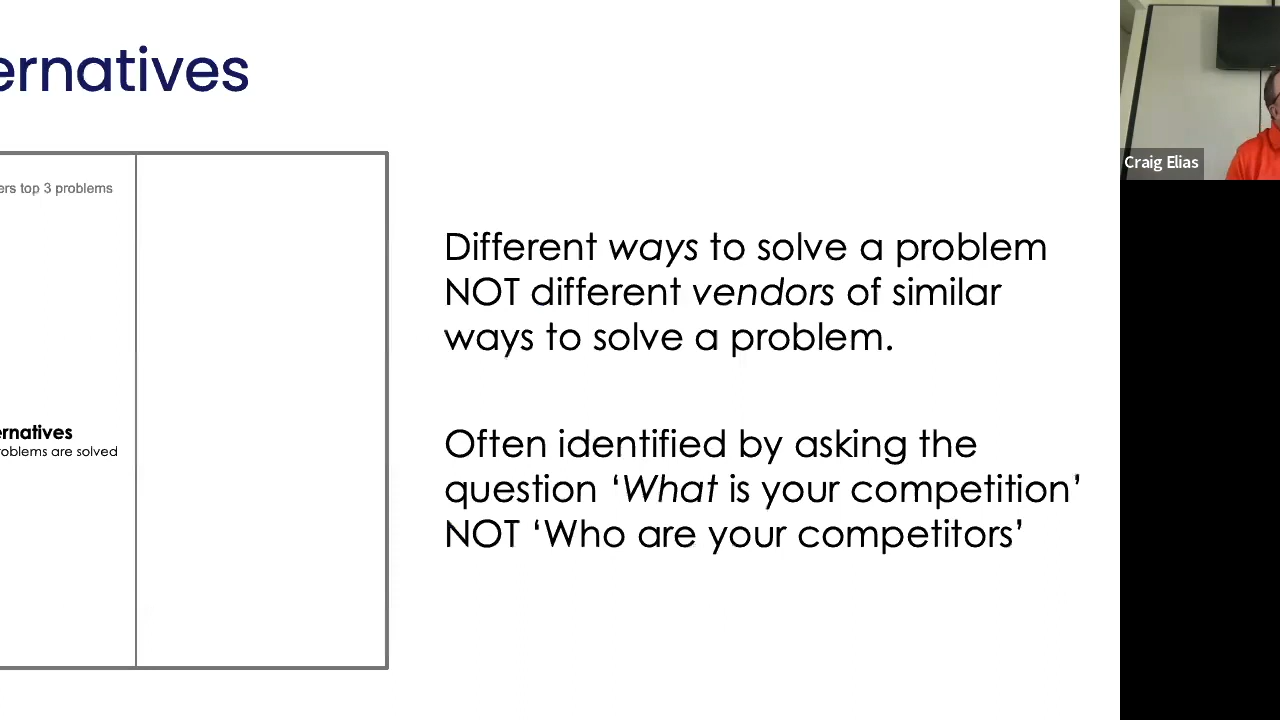 ernatives
ers top 3 problems
ernatives
roblems are solved
Different ways to solve a problem
NOT different vendors of similar
ways to solve a problem.
Often identified by asking the
question ‘What is your competition’
NOT ‘Who are your competitors’
Craig Elias